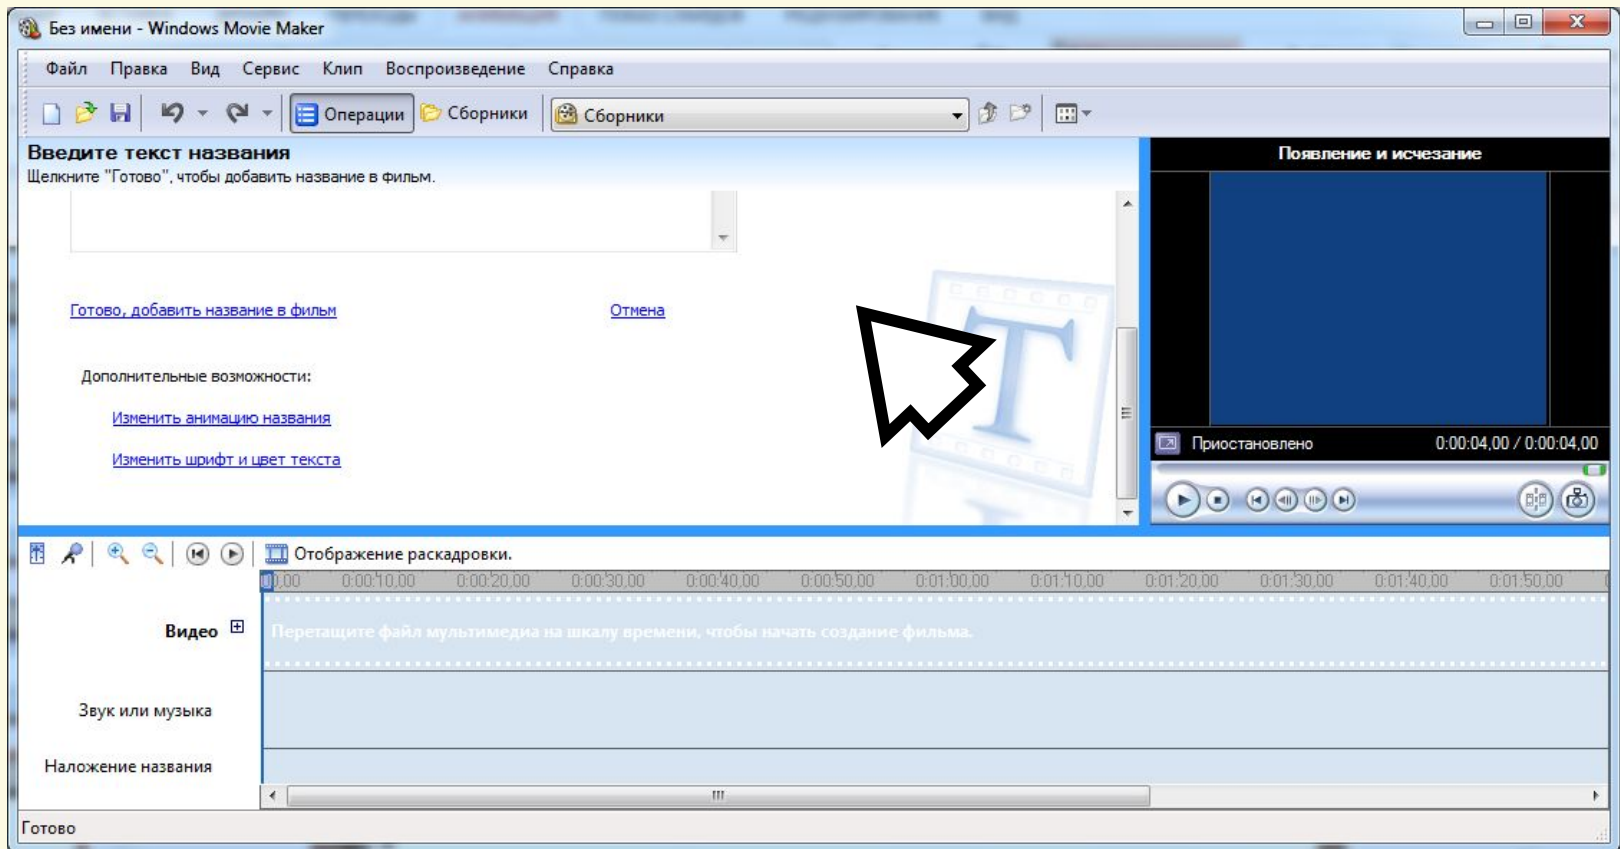 Без имени - Windows Movie Maker
Файл Правка Вид Сервис Клип Воспроизведение Справка
Операции Сборники Сборники
Введите текст названия
Щелкните "Готово", чтобы добавить название в фильм.
Готово, добавить название в фильм Отмена
Дополнительные возможности:
Изменить анимацию названия
Изменить шрифт и цвет текста
Появление и исчезание
Приостановлено 0:00:04,00 / 0:00:04,00
Отображение раскадровки.
0:00:10,00 0:00:20,00 0:00:30,00 0:00:40,00 0:00:50,00 0:01:00,00 0:01:10,00 0:01:20,00 0:01:30,00 0:01:40,00 0:01:50,00
Видео Перетащите файл мультимедиа на шкалу времени, чтобы начать создание фильма.
Звук или музыка
Наложение названия
Готово